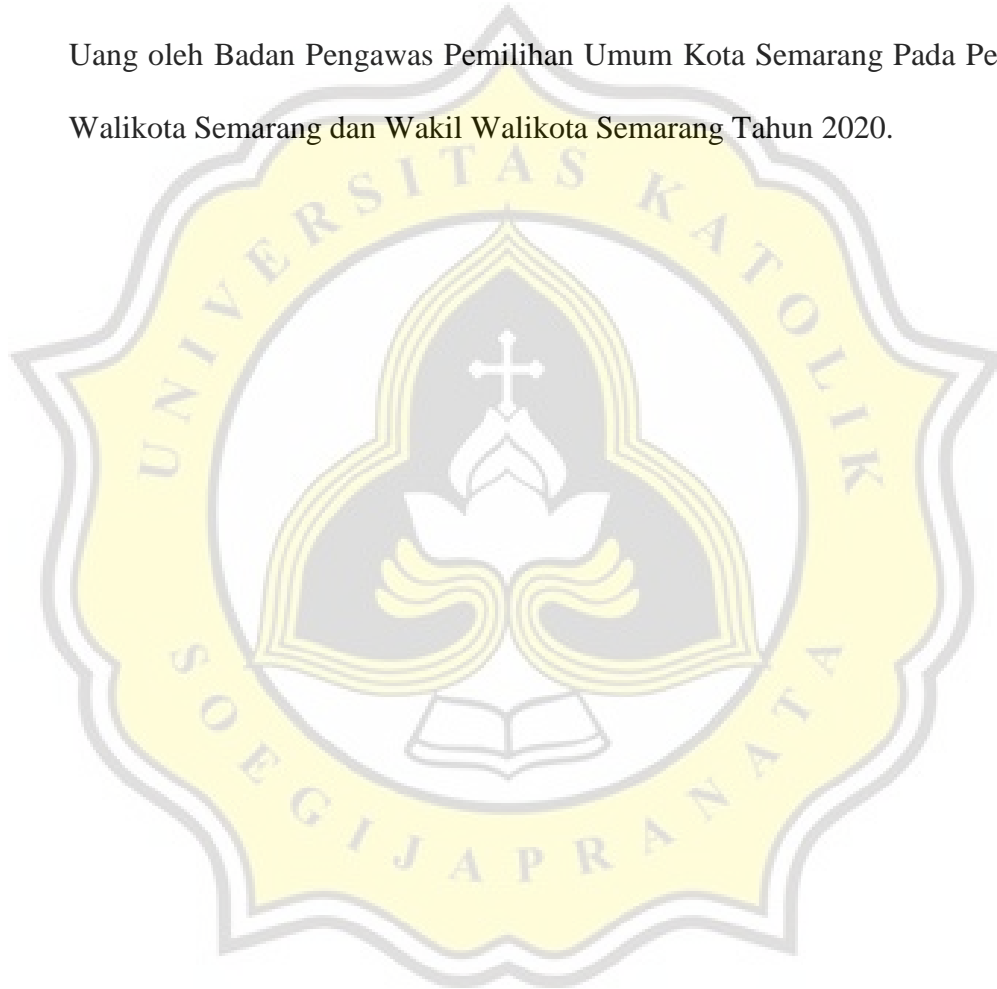 Uang oleh Badan Pengawas Pemilihan Umum Kota Semarang Pada Pe
Walikota Semarang dan Wakil Walikota Semarang Tahun 2020.
UNIVERSITAS KATOLIK
SOEGIJAPRANATA